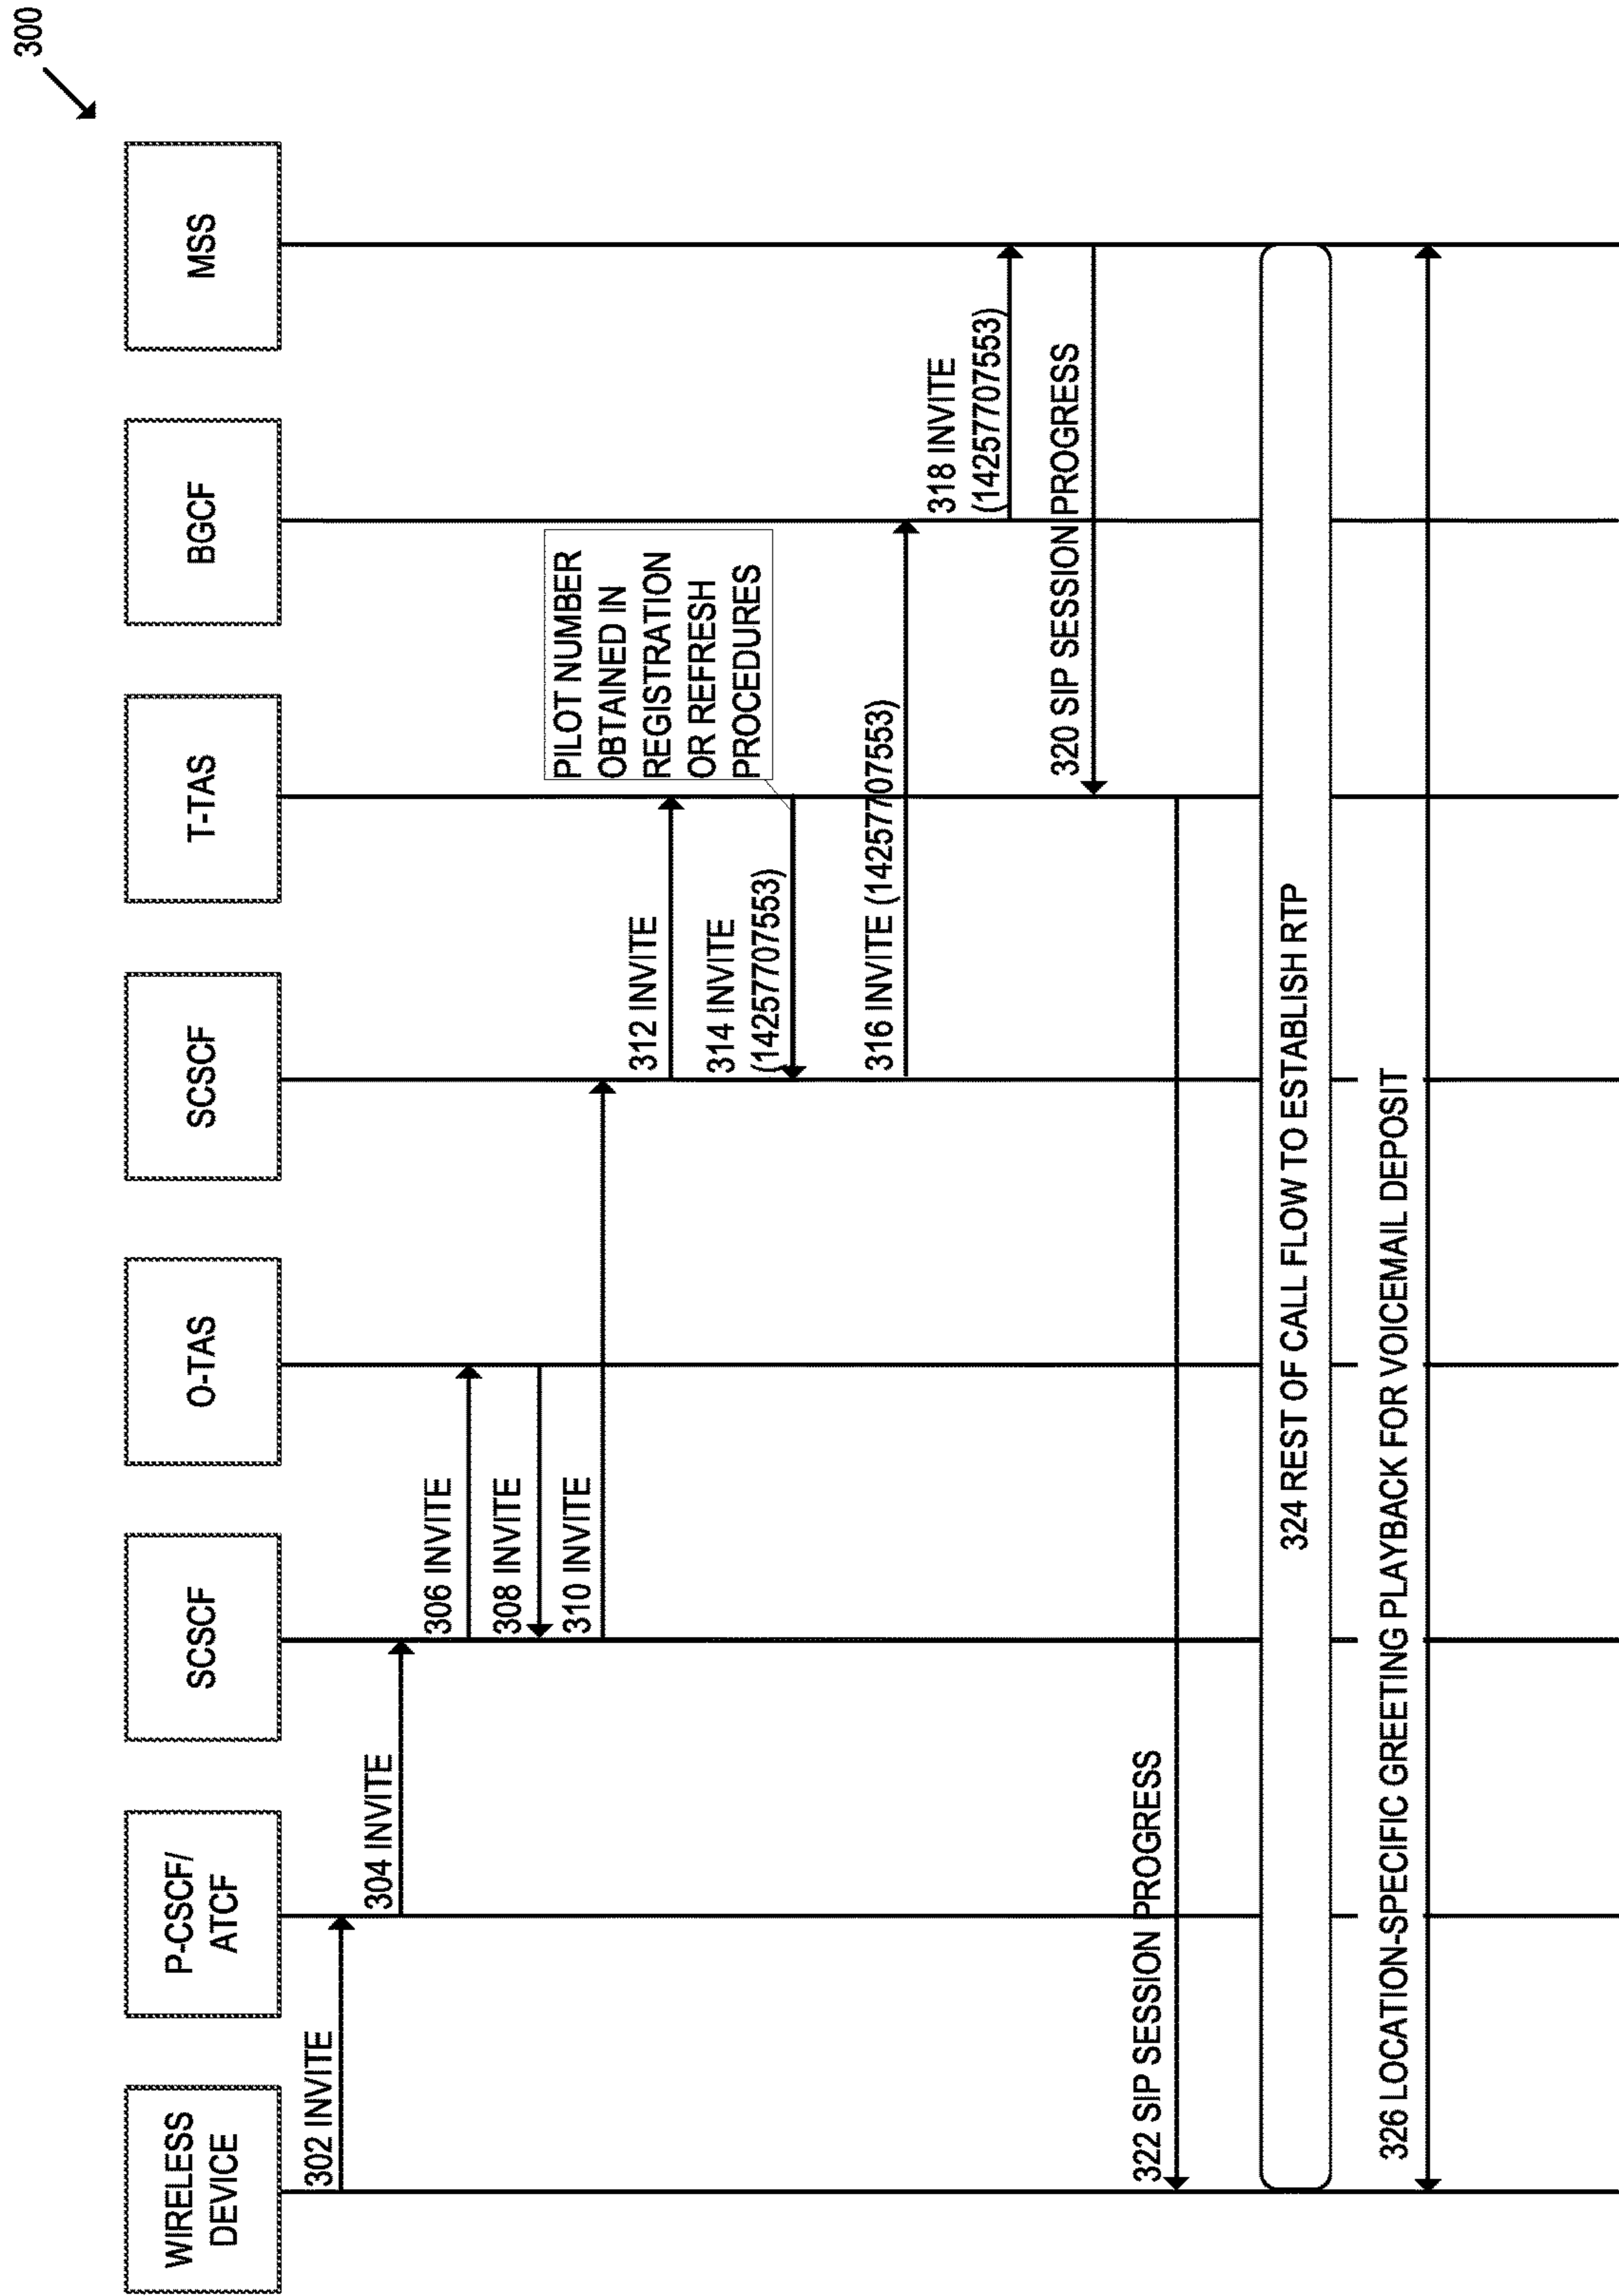 300
WIRELESS
DEVICE
P-CSCF/
ATCF
SCSCF
O-TAS
SCSCF
T-TAS
BGCF
MSS
302 INVITE
304 INVITE
306 INVITE
308 INVITE
310 INVITE
312 INVITE
314 INVITE
(14257707553)
PILOT NUMBER
OBTAINED IN
REGISTRATION
OR REFRESH
PROCEDURES
316 INVITE (14257707553)
318 INVITE
(14257707553)
320 SIP SESSION PROGRESS
322 SIP SESSION PROGRESS
324 REST OF CALL FLOW TO ESTABLISH RTP
326 LOCATION-SPECIFIC GREETING PLAYBACK FOR VOICEMAIL DEPOSIT